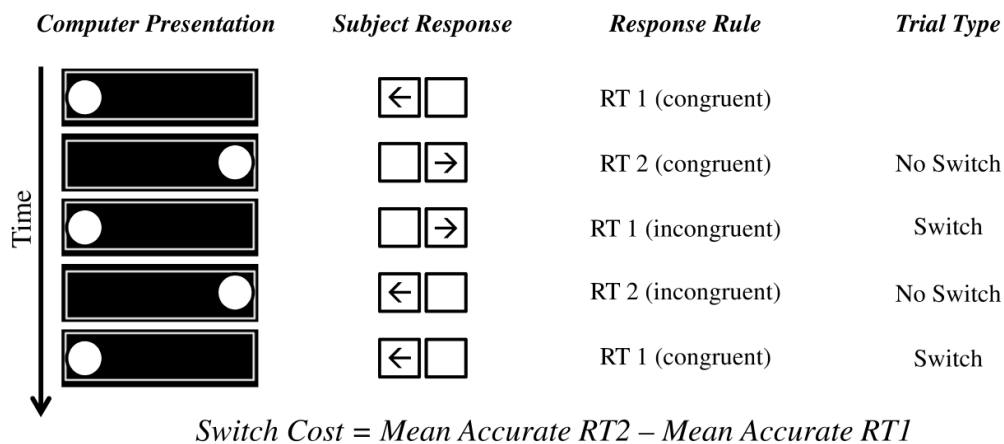 Computer Presentation Subject Response Response Rule Trial Type
← RT 1 (congruent)
→ RT 2 (congruent) No Switch
→ RT 1 (incongruent) Switch
← RT 2 (incongruent) No Switch
← RT 1 (congruent) Switch
Time
Switch Cost = Mean Accurate RT2 – Mean Accurate RT1